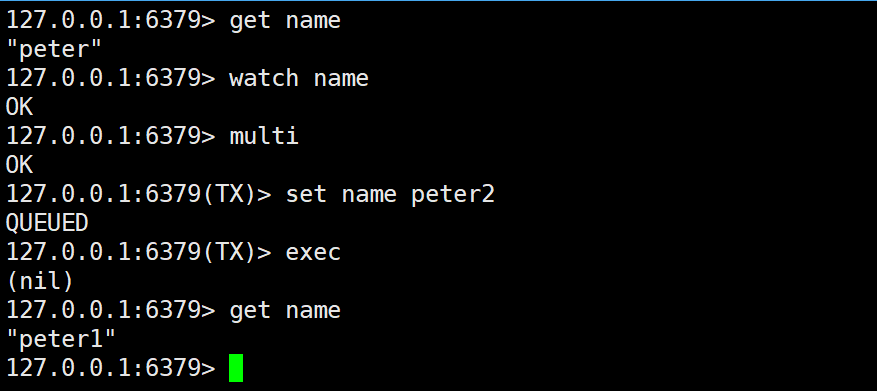 127.0.0.1:6379> get name
"peter"
127.0.0.1:6379> watch name
OK
127.0.0.1:6379> multi
OK
127.0.0.1:6379(TX)> set name peter2
QUEUED
127.0.0.1:6379(TX)> exec
(nil)
127.0.0.1:6379> get name
"peter1"
127.0.0.1:6379>